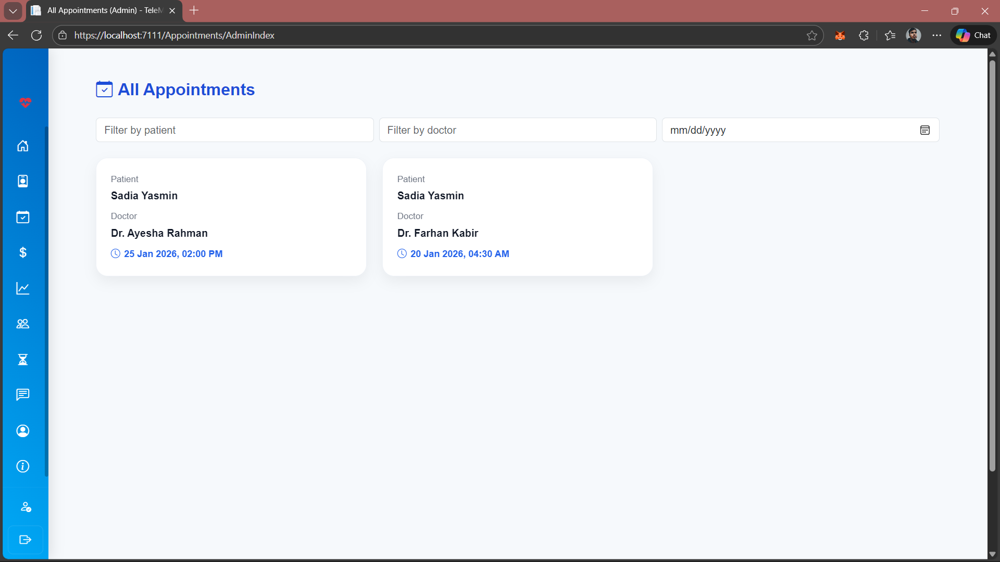 All Appointments (Admin) - TeleM
https://localhost:7111/Appointments/AdminIndex
Chat
All Appointments
Filter by patient
Filter by doctor
mm/dd/yyyy
Patient
Sadia Yasmin
Doctor
Dr. Ayesha Rahman
25 Jan 2026, 02:00 PM
Patient
Sadia Yasmin
Doctor
Dr. Farhan Kabir
20 Jan 2026, 04:30 AM